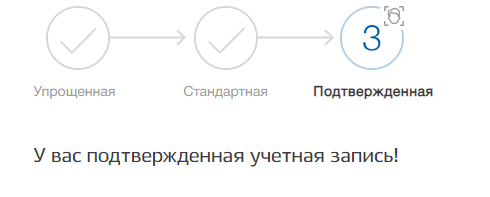 3
Упрощенная Стандартная Подтвержденная
У вас подтвержденная учетная запись!